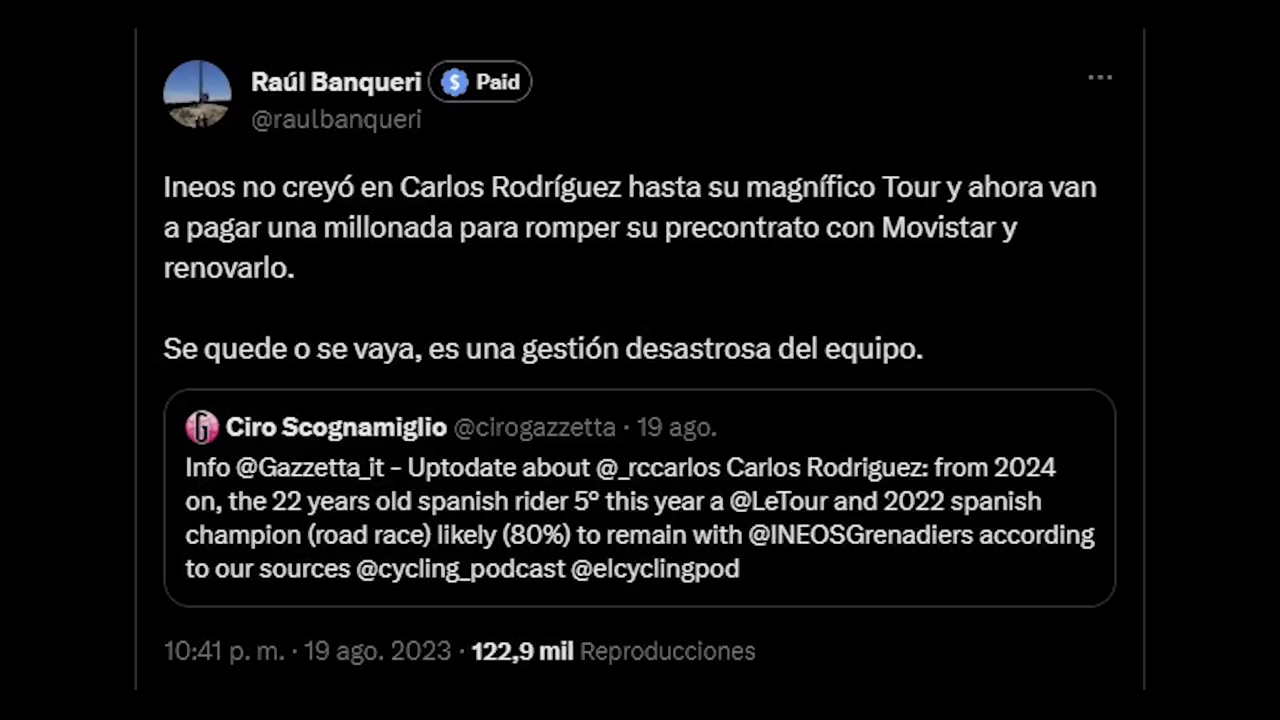 Raúl Banqueri $ Paid
@raulbanqueri
Ineos no creyó en Carlos Rodríguez hasta su magnífico Tour y ahora van
a pagar una millonada para romper su precontrato con Movistar y
renovarlo.
Se quede o se vaya, es una gestión desastrosa del equipo.
G Ciro Scognamiglio @cirogazzetta · 19 ago.
Info @Gazzetta_it - Uptodate about @_rccarlos Carlos Rodriguez: from 2024
on, the 22 years old spanish rider 5º this year a @LeTour and 2022 spanish
champion (road race) likely (80%) to remain with @INEOSGrenadiers according
to our sources @cycling_podcast @elcyclingpod
10:41 p. m. · 19 ago. 2023 · 122,9 mil Reproducciones